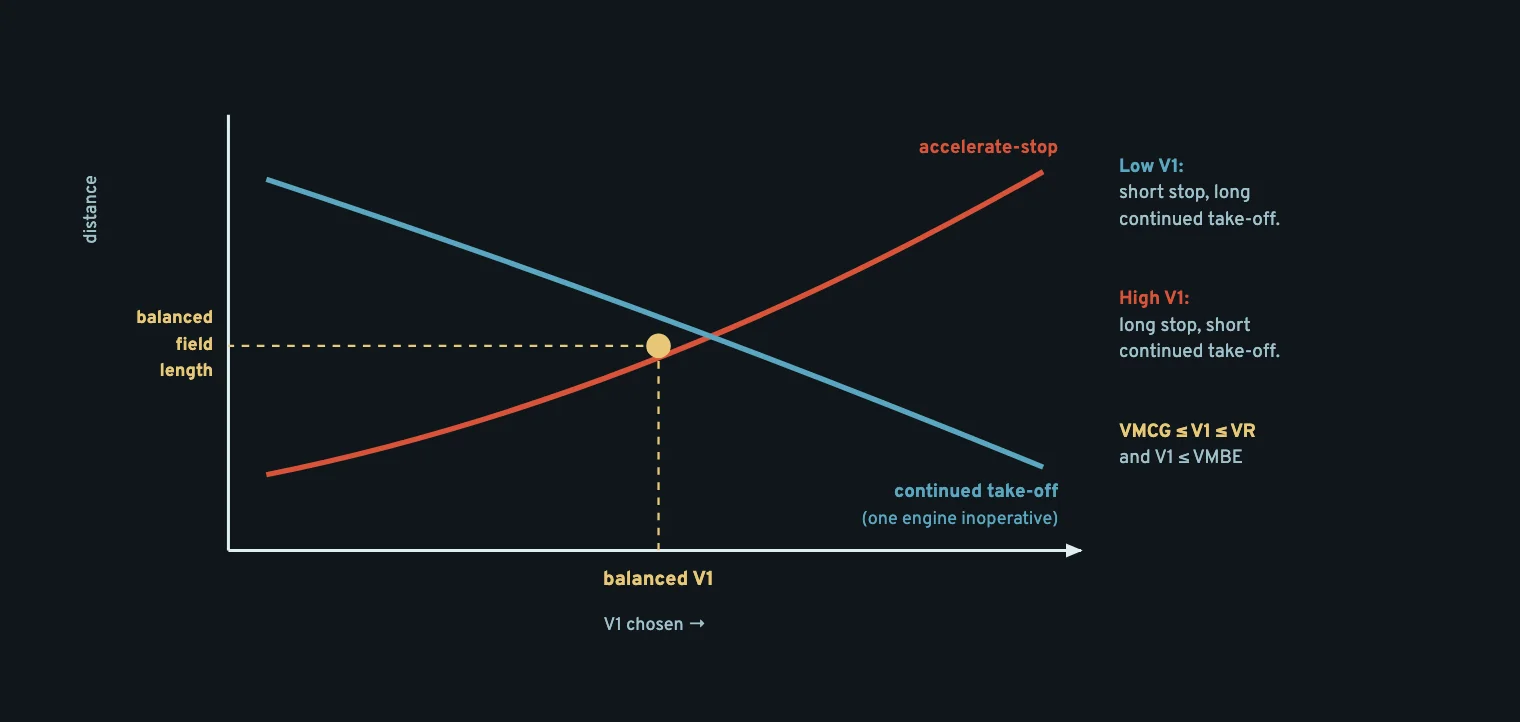 accelerate-stop
distance
balanced
field
length
continued take-off
(one engine inoperative)
balanced V1
V1 chosen →
Low V1:
short stop, long
continued take-off.
High V1:
long stop, short
continued take-off.
VMCG ≤ V1 ≤ VR
and V1 ≤ VMBE